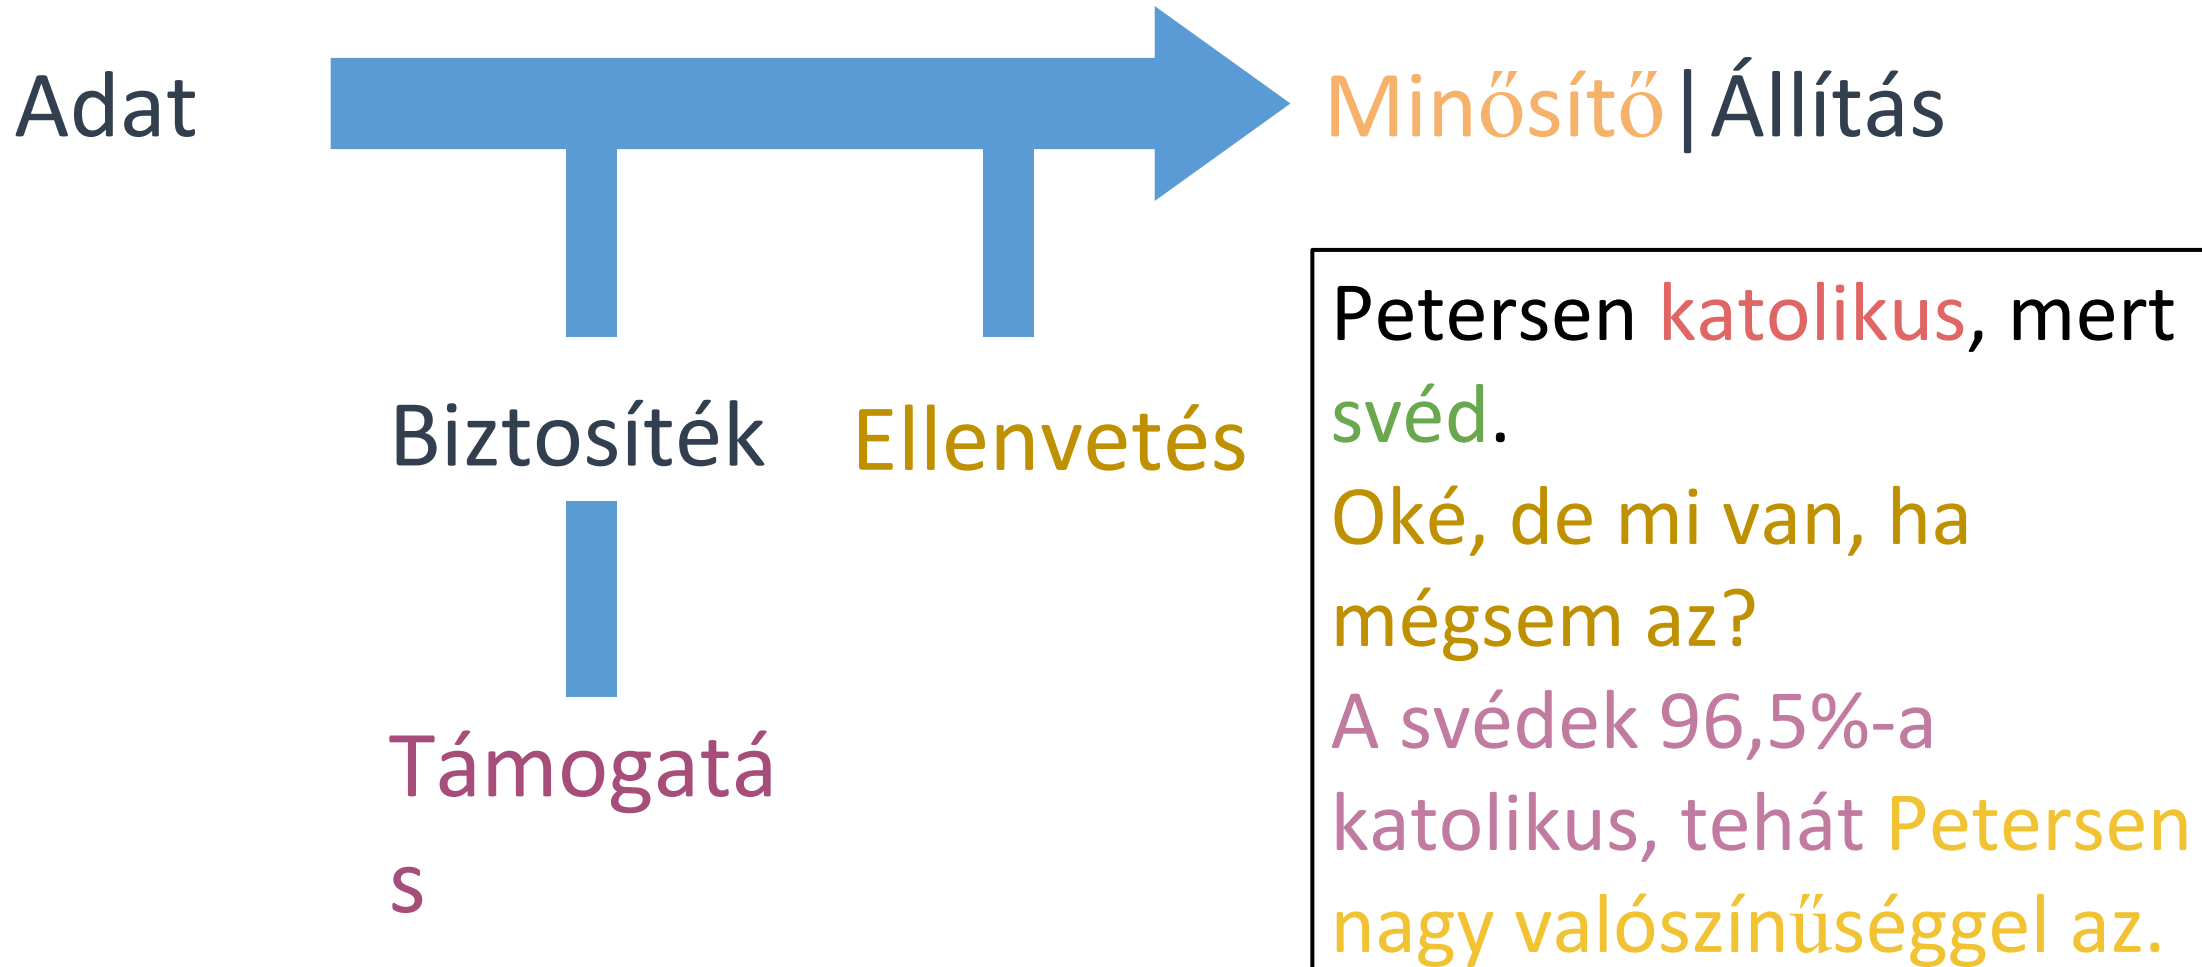 Adat
Minősítő|Állítás
Biztosíték
Ellenvetés
Támogatá
s
Petersen katolikus, mert
svéd.
Oké, de mi van, ha
mégsem az?
A svédek 96,5%-a
katolikus, tehát Petersen
nagy valószínűséggel az.